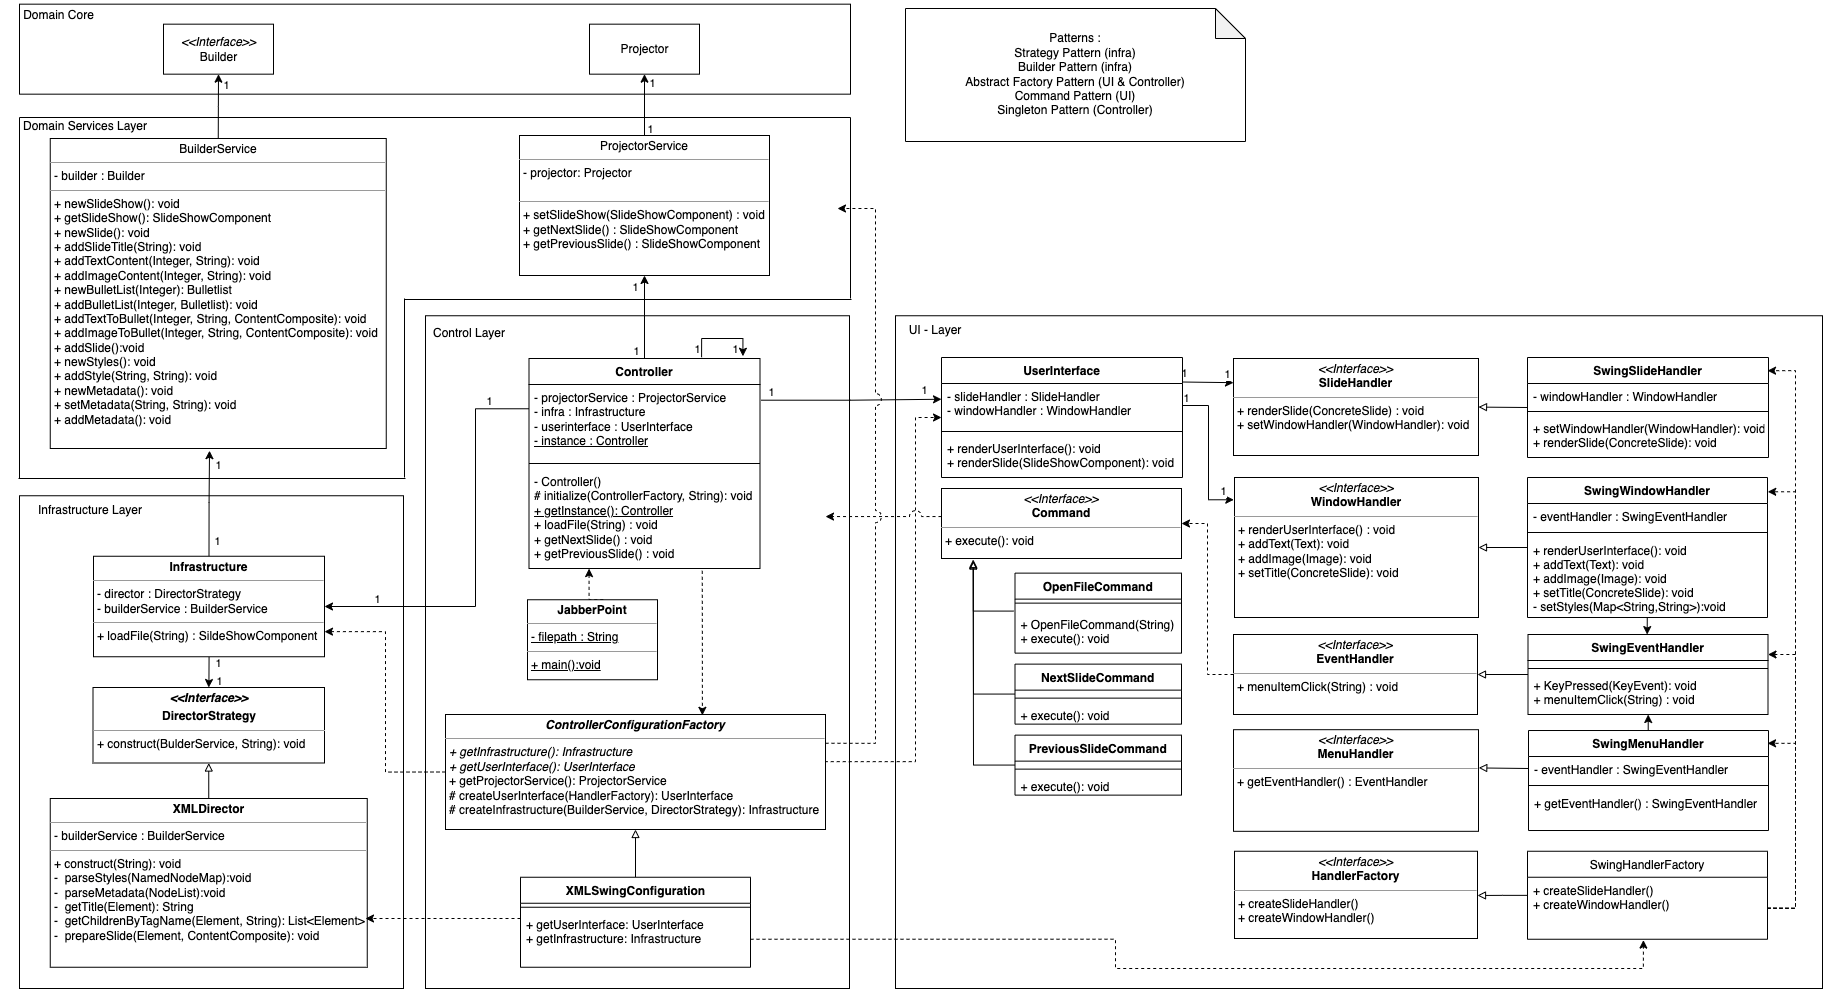 Domain Core
<<Interface>>
Builder
1
Projector
1
Patterns :
Strategy Pattern (infra)
Builder Pattern (infra)
Abstract Factory Pattern (UI & Controller)
Command Pattern (UI)
Singleton Pattern (Controller)
Domain Services Layer
BuilderService
- builder : Builder
+ newSlideShow(): void
+ getSlideShow(): SlideShowComponent
+ newSlide(): void
+ addSlideTitle(String): void
+ addTextContent(Integer, String): void
+ addImageContent(Integer, String): void
+ newBulletList(Integer): Bulletlist
+ addBulletList(Integer, Bulletlist): void
+ addTextToBullet(Integer, String, ContentComposite): void
+ addImageToBullet(Integer, String, ContentComposite): void
+ addSlide():void
+ newStyles(): void
+ addStyle(String, String): void
+ newMetadata(): void
+ setMetadata(String, String): void
+ addMetadata(): void
1
1
ProjectorService
- projector: Projector
+ setSlideShow(SlideShowComponent) : void
+ getNextSlide() : SlideShowComponent
+ getPreviousSlide() : SlideShowComponent
1
Control Layer
1
1
1
Controller
- projectorService : ProjectorService
- infra : Infrastructure
- userinterface : UserInterface
- instance : Controller
- Controller()
# initialize(ControllerFactory, String): void
+ getInstance(): Controller
+ loadFile(String) : void
+ getNextSlide() : void
+ getPreviousSlide() : void
1
1
1
JabberPoint
- filepath : String
+ main():void
ControllerConfigurationFactory
+ getInfrastructure(): Infrastructure
+ getUserInterface(): UserInterface
+ getProjectorService(): ProjectorService
# createUserInterface(HandlerFactory): UserInterface
# createInfrastructure(BuilderService, DirectorStrategy): Infrastructure
XMLSwingConfiguration
+ getUserInterface: UserInterface
+ getInfrastructure: Infrastructure
Infrastructure Layer
1
Infrastructure
- director : DirectorStrategy
- builderService : BuilderService
+ loadFile(String) : SildeShowComponent
1
1
1
<<Interface>>
DirectorStrategy
+ construct(BulderService, String): void
XMLDirector
- builderService : BuilderService
+ construct(String): void
- parseStyles(NamedNodeMap):void
- parseMetadata(NodeList):void
- getTitle(Element): String
- getChildrenByTagName(Element, String): List<Element>
- prepareSlide(Element, ContentComposite): void
UI - Layer
UserInterface
- slideHandler : SlideHandler
- windowHandler : WindowHandler
+ renderUserInterface(): void
+ renderSlide(SlideShowComponent): void
1
1
1
1
<<Interface>>
Command
+ execute(): void
OpenFileCommand
+ OpenFileCommand(String)
+ execute(): void
NextSlideCommand
+ execute(): void
PreviousSlideCommand
+ execute(): void
<<Interface>>
SlideHandler
+ renderSlide(ConcreteSlide) : void
+ setWindowHandler(WindowHandler): void
<<Interface>>
WindowHandler
+ renderUserInterface() : void
+ addText(Text): void
+ addImage(Image): void
+ setTitle(ConcreteSlide): void
<<Interface>>
EventHandler
+ menuItemClick(String) : void
<<Interface>>
MenuHandler
+ getEventHandler() : EventHandler
<<Interface>>
HandlerFactory
+ createSlideHandler()
+ createWindowHandler()
SwingSlideHandler
- windowHandler : WindowHandler
+ setWindowHandler(WindowHandler): void
+ renderSlide(ConcreteSlide): void
SwingWindowHandler
- eventHandler : SwingEventHandler
+ renderUserInterface(): void
+ addText(Text): void
+ addImage(Image): void
+ setTitle(ConcreteSlide): void
- setStyles(Map<String,String>):void
SwingEventHandler
+ KeyPressed(KeyEvent): void
+ menuItemClick(String) : void
SwingMenuHandler
- eventHandler : SwingEventHandler
+ getEventHandler() : SwingEventHandler
SwingHandlerFactory
+ createSlideHandler()
+ createWindowHandler()